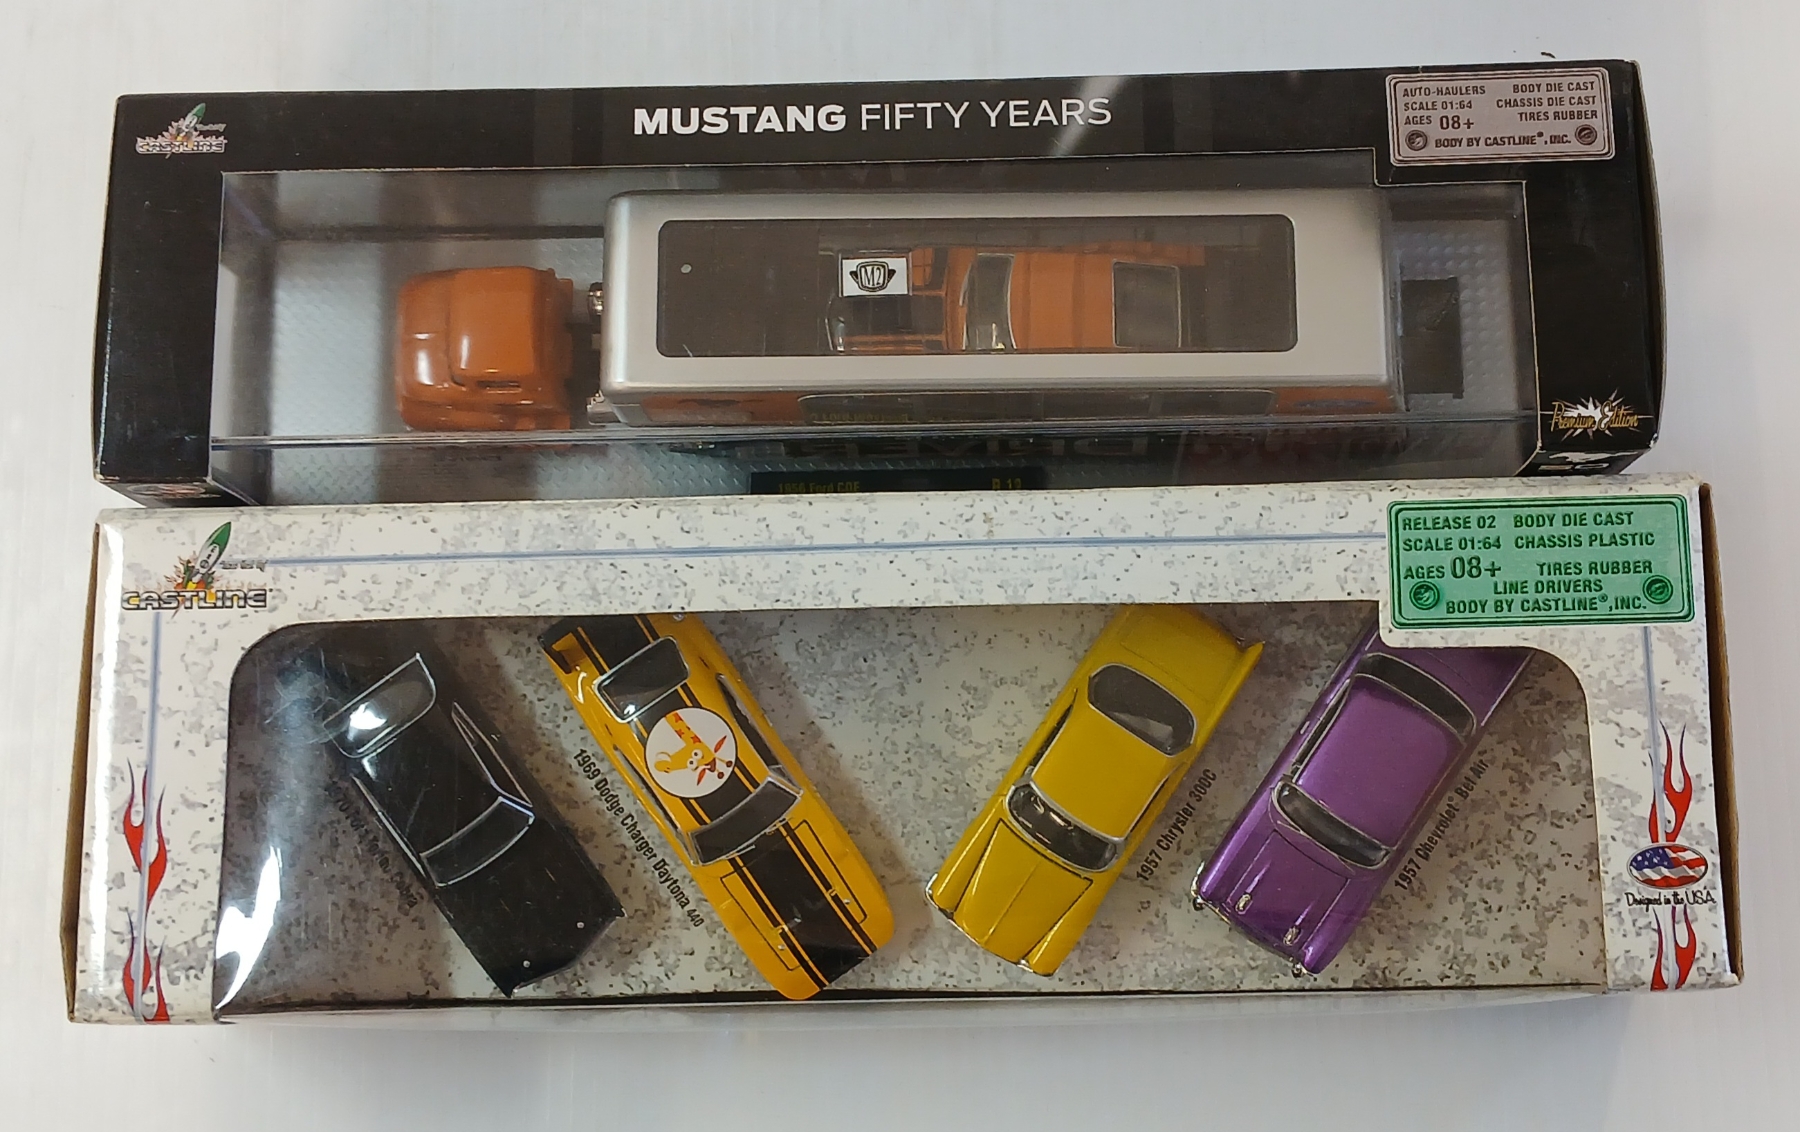 CASTLINE
MUSTANG FIFTY YEARS
AUTO-HAULERS BODY DIE CAST
SCALE 01:64 CHASSIS DIE CAST
AGES 08+ TIRES RUBBER
BODY BY CASTLINE®, INC.
M2
Premium Edition
1956 Ford COE R 13
CASTLINE
RELEASE 02 BODY DIE CAST
SCALE 01:64 CHASSIS PLASTIC
AGES 08+ TIRES RUBBER
LINE DRIVERS
BODY BY CASTLINE®, INC.
1969 Dodge Charger Daytona 440
1957 Chrysler 300C
1957 Chevrolet® Bel Air
Designed in the USA